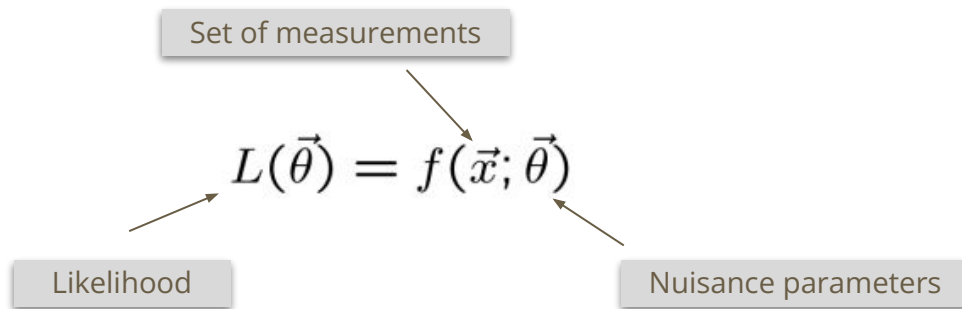 Set of measurements
L(θ⃗) = f(x⃗; θ⃗)
Likelihood
Nuisance parameters